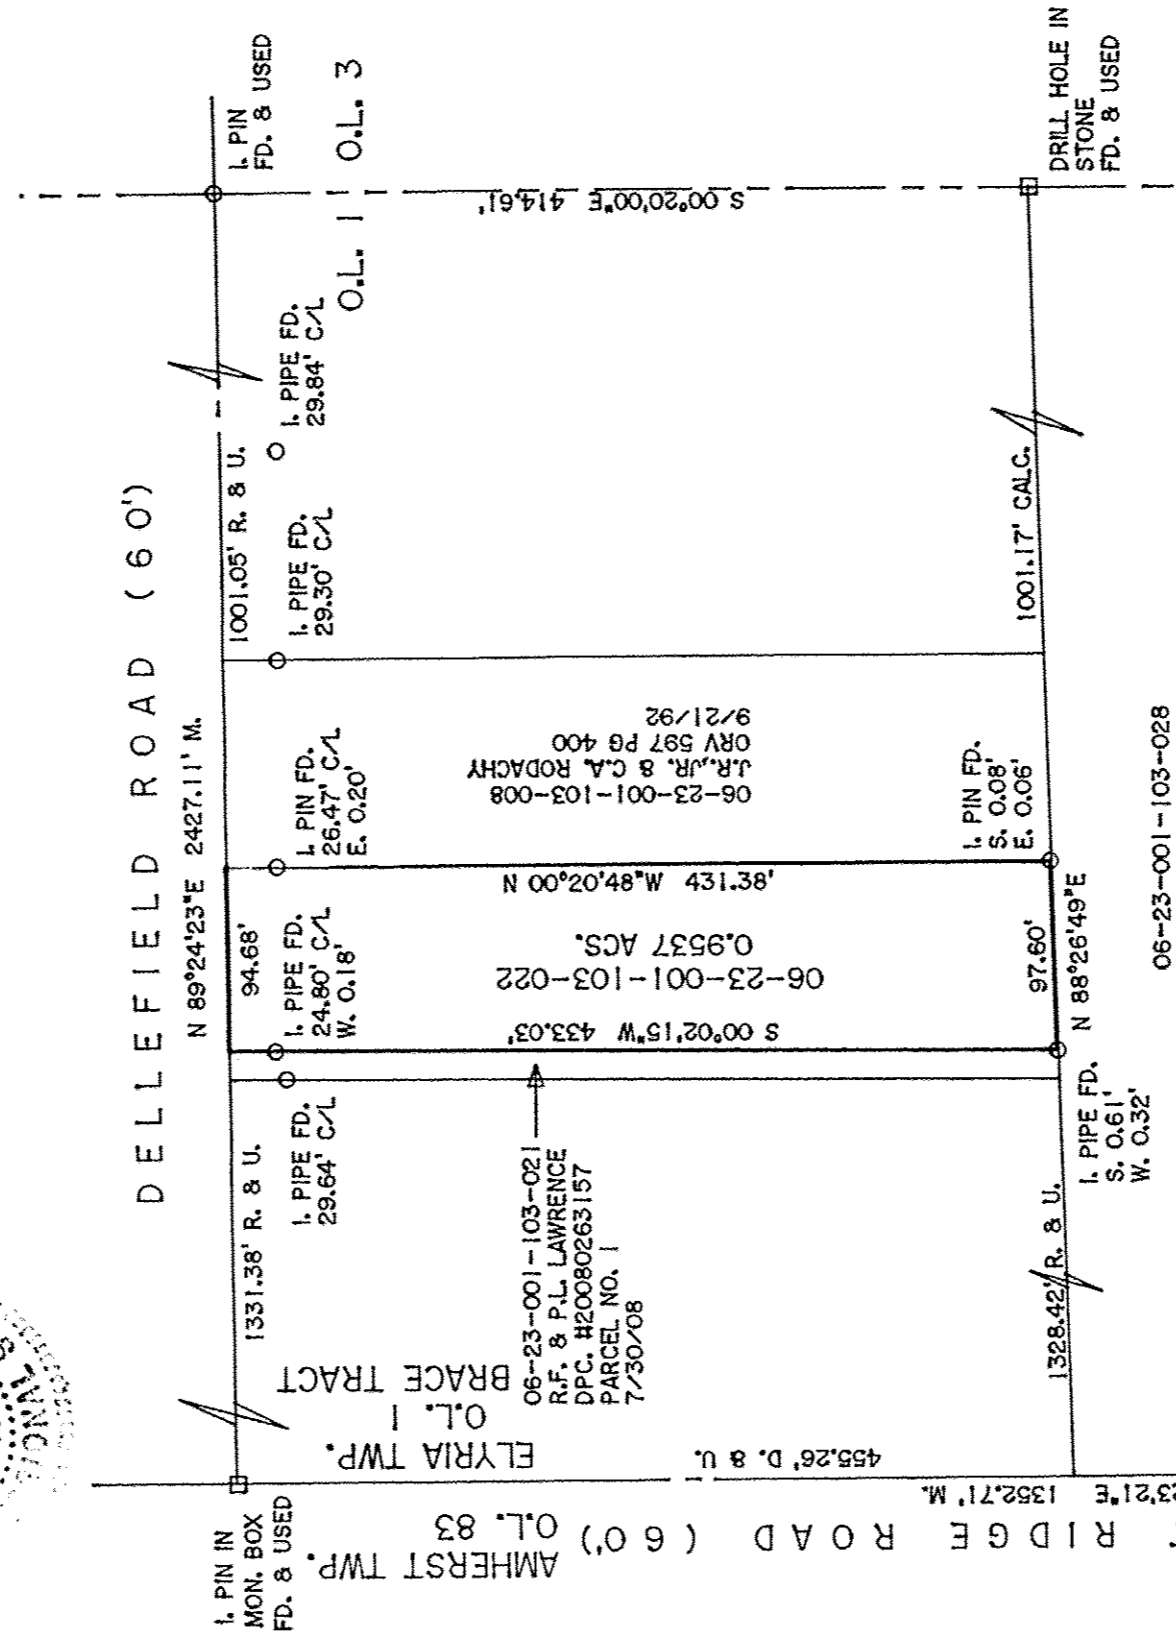 DELLEFIELD ROAD (60')
N 89°24'23"E 2427.11' M.
I. PIN IN
MON. BOX
FD. & USED
1331.38' R. & U.
94.68'
1001.05' R. & U.
I. PIN
FD. & USED
I. PIPE FD.
29.64' C/L
I. PIPE FD.
24.80' C/L
W. 0.18'
I. PIN FD.
26.47' C/L
E. 0.20'
I. PIPE FD.
29.30' C/L
I. PIPE FD.
29.84' C/L
O.L. 1
O.L. 3
AMHERST TWP.
O.L. 83
ELYRIA TWP.
O.L. 1
BRACE TRACT
06-23-001-103-021
R.F. & P.L. LAWRENCE
DPC. #20080263157
PARCEL NO. 1
7/30/08
S 00°02'15"W 433.03'
06-23-001-103-022
0.9537 ACS.
N 00°20'48"W 431.38'
06-23-001-103-008
J.R.,JR. & C.A. RODACHY
ORV 597 PG 400
9/21/92
S 00°20'00"E 414.61'
455.26' D. & U.
23'21"E 1352.71' M.
RIDGE ROAD (60')
1328.42' R. & U.
I. PIPE FD.
S. 0.61'
W. 0.32'
97.60'
N 88°26'49"E
I. PIN FD.
S. 0.08'
E. 0.06'
1001.17' CALC.
DRILL HOLE IN
STONE
FD. & USED
06-23-001-103-028